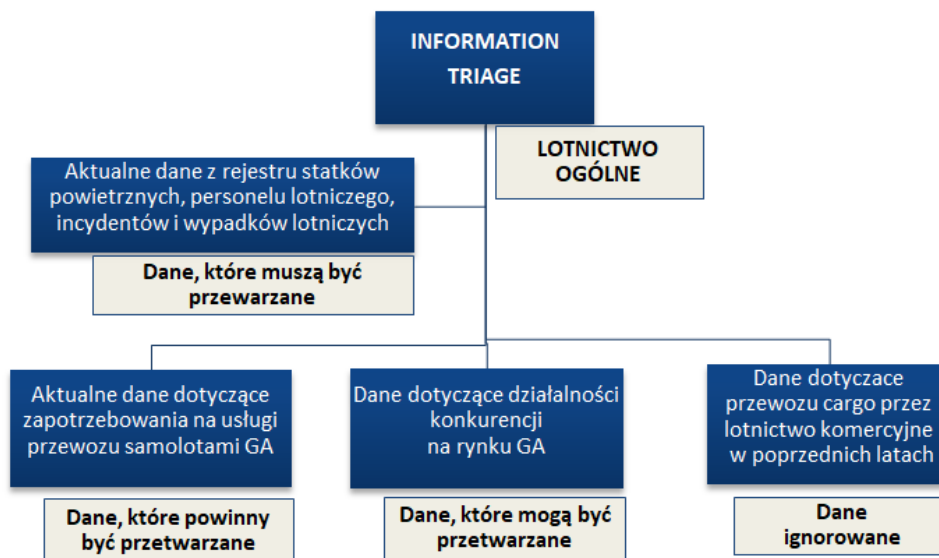 INFORMATION
TRIAGE
LOTNICTWO
OGÓLNE
Aktualne dane z rejestru statków
powietrznych, personelu lotniczego,
incydentów i wypadków lotniczych
Dane, które muszą być
przewarzane
Aktualne dane dotyczące
zapotrzebowania na usługi
przewozu samolotami GA
Dane, które powinny
być przetwarzane
Dane dotyczące działalności
konkurencji
na rynku GA
Dane, które mogą być
przetwarzane
Dane dotyczace
przewozu cargo przez
lotnictwo komercyjne
w poprzednich latach
Dane
ignorowane